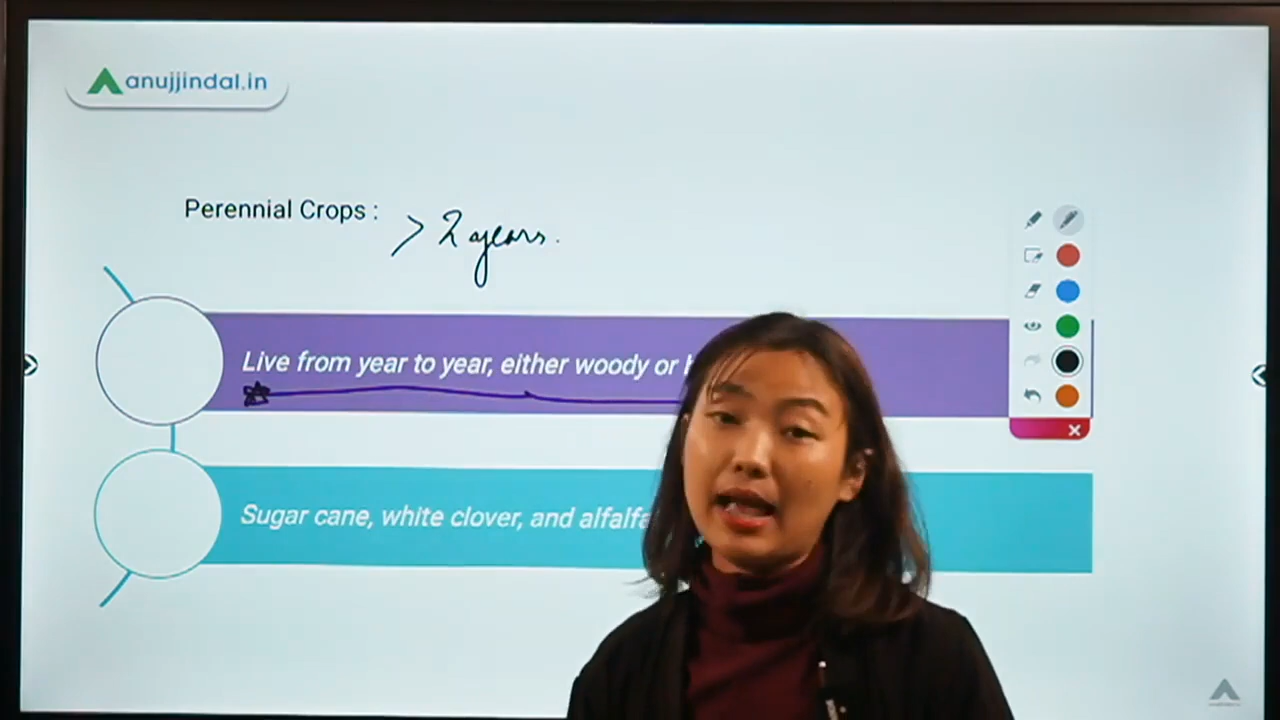 anujjindal.in
Perennial Crops :
> 2 years.
Live from year to year, either woody or
Sugar cane, white clover, and alfalfa